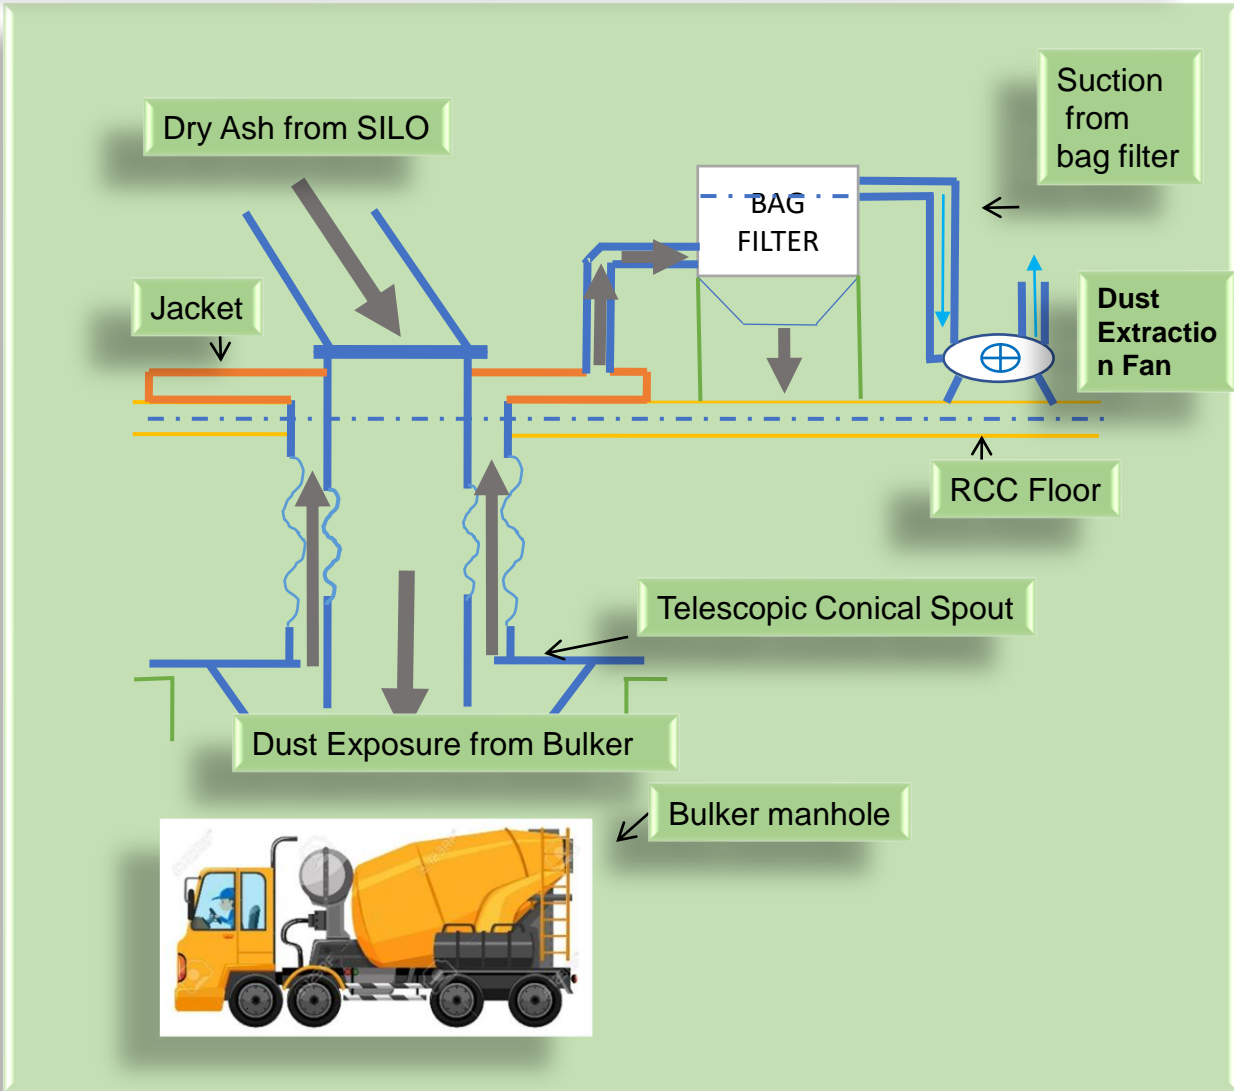 Suction
from
bag filter
Dry Ash from SILO
BAG
FILTER
Jacket
Dust
Extractio
n Fan
RCC Floor
Telescopic Conical Spout
Dust Exposure from Bulker
Bulker manhole